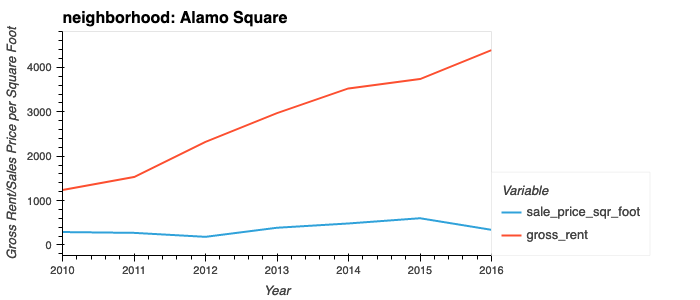 neighborhood: Alamo Square
Gross Rent/Sales Price per Square Foot
4000
3000
2000
1000
0
2010 2011 2012 2013 2014 2015 2016
Year
Variable
sale_price_sqr_foot
gross_rent